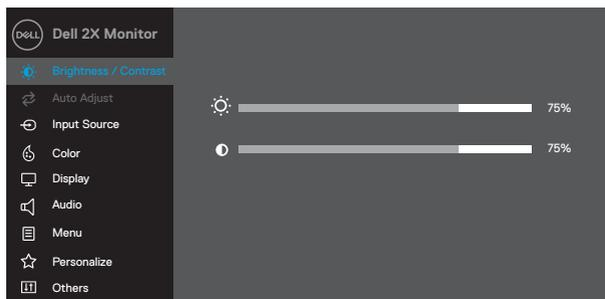 DELL Dell 2X Monitor
Brightness / Contrast
Auto Adjust
Input Source
Color
Display
Audio
Menu
Personalize
Others
75%
75%